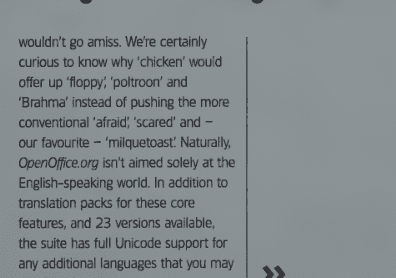 wouldn't go amiss. We're certainly
curious to know why 'chicken' would
offer up 'floppy', 'poltroon' and
'Brahma' instead of pushing the more
conventional 'afraid', 'scared' and –
our favourite – 'milquetoast'. Naturally,
OpenOffice.org isn't aimed solely at the
English-speaking world. In addition to
translation packs for these core
features, and 23 versions available,
the suite has full Unicode support for
any additional languages that you may
»